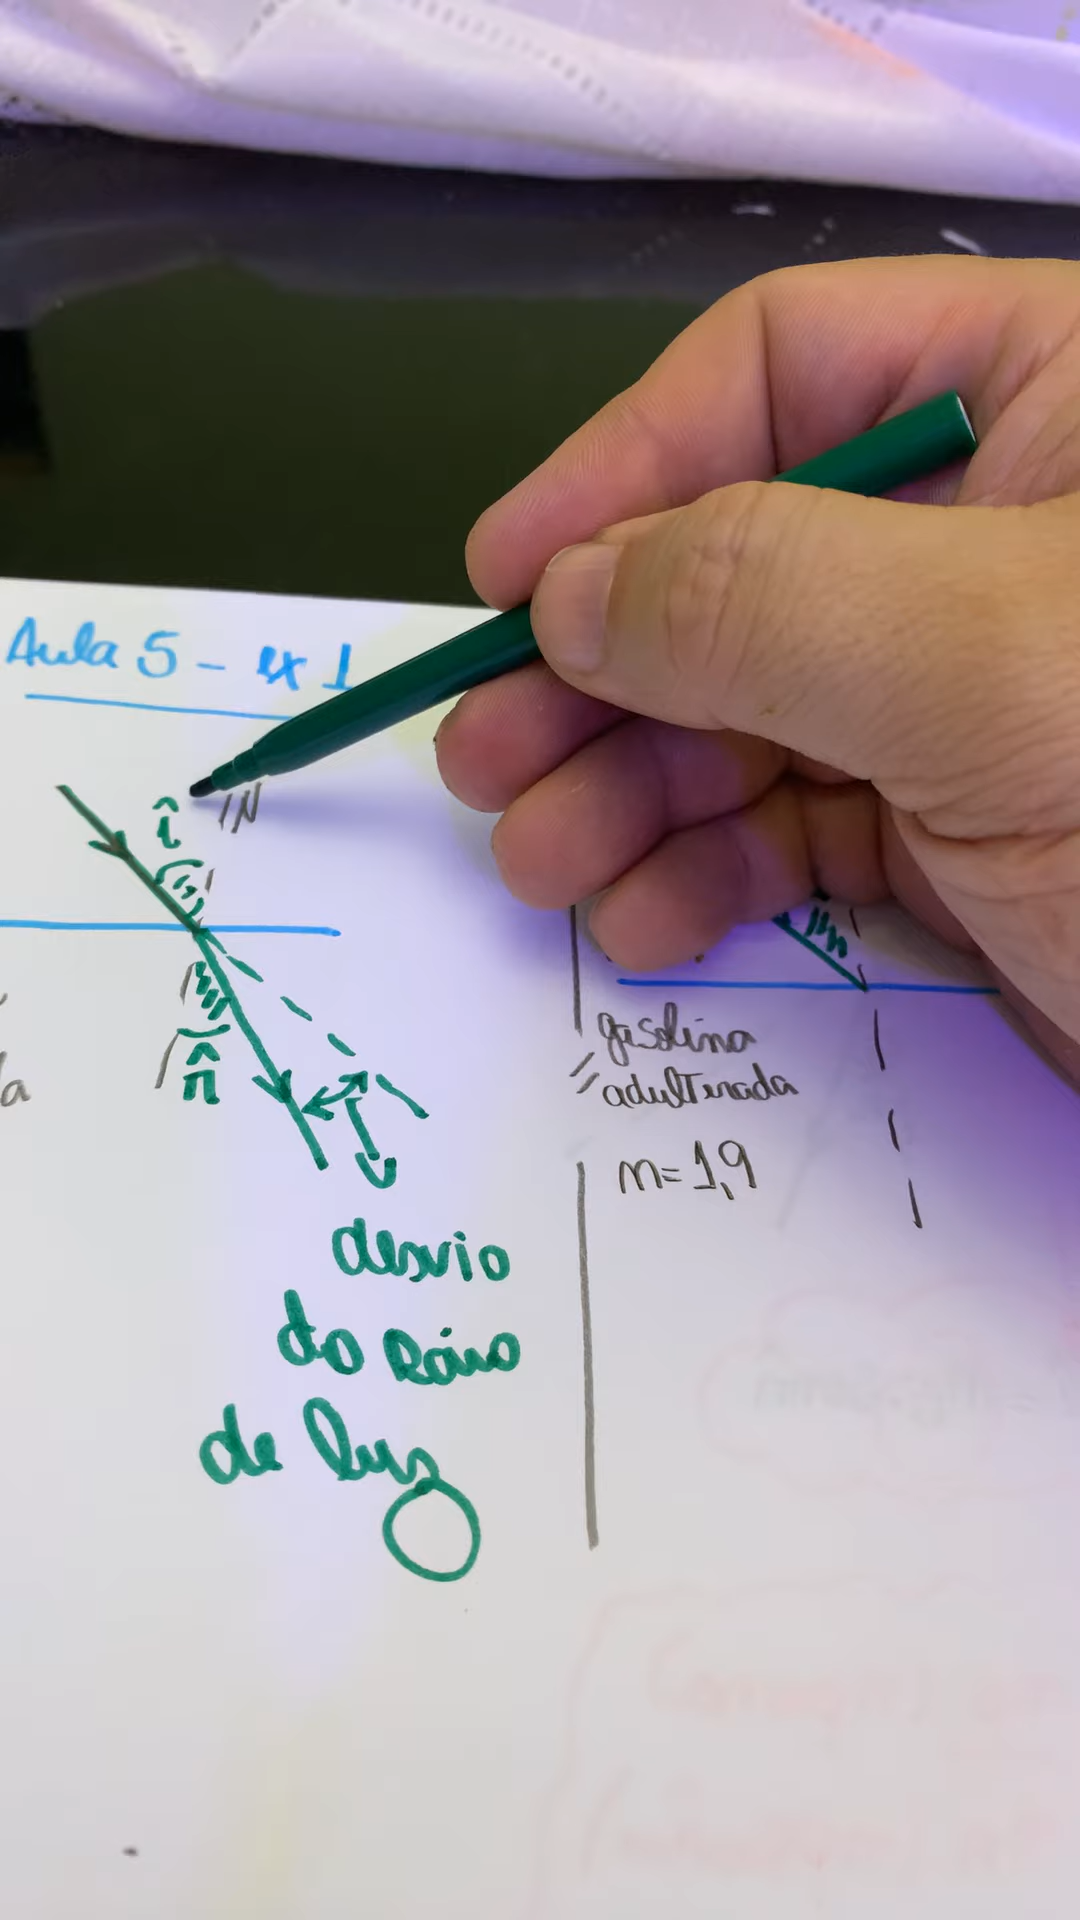 Aula 5 - ex 1
î
N
r̂
a
desvio
do raio
de luz
gasolina
adulterada
n=1,9